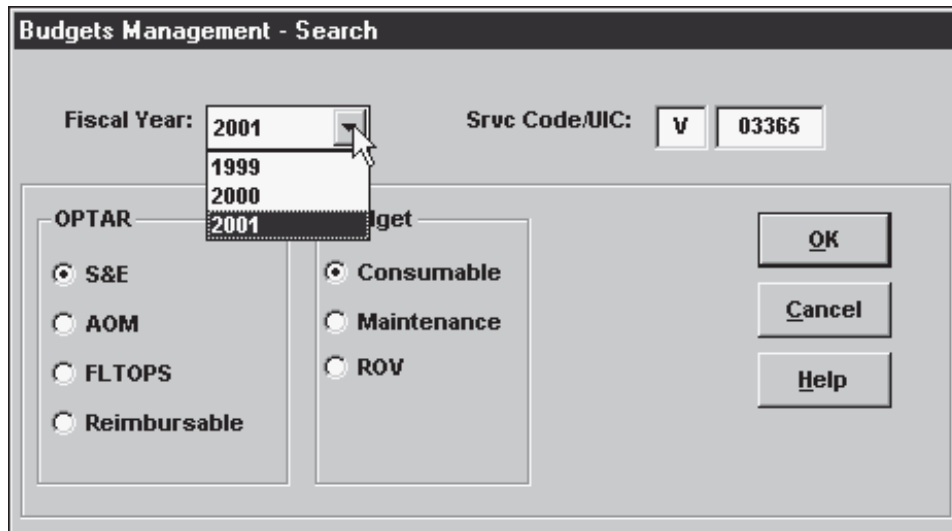 Budgets Management - Search
Fiscal Year: 2001 Srvc Code/UIC: V 03365
1999
2000
2001
OPTAR dget
S&E
AOM
FLTOPS
Reimbursable
Consumable
Maintenance
ROV
OK
Cancel
Help